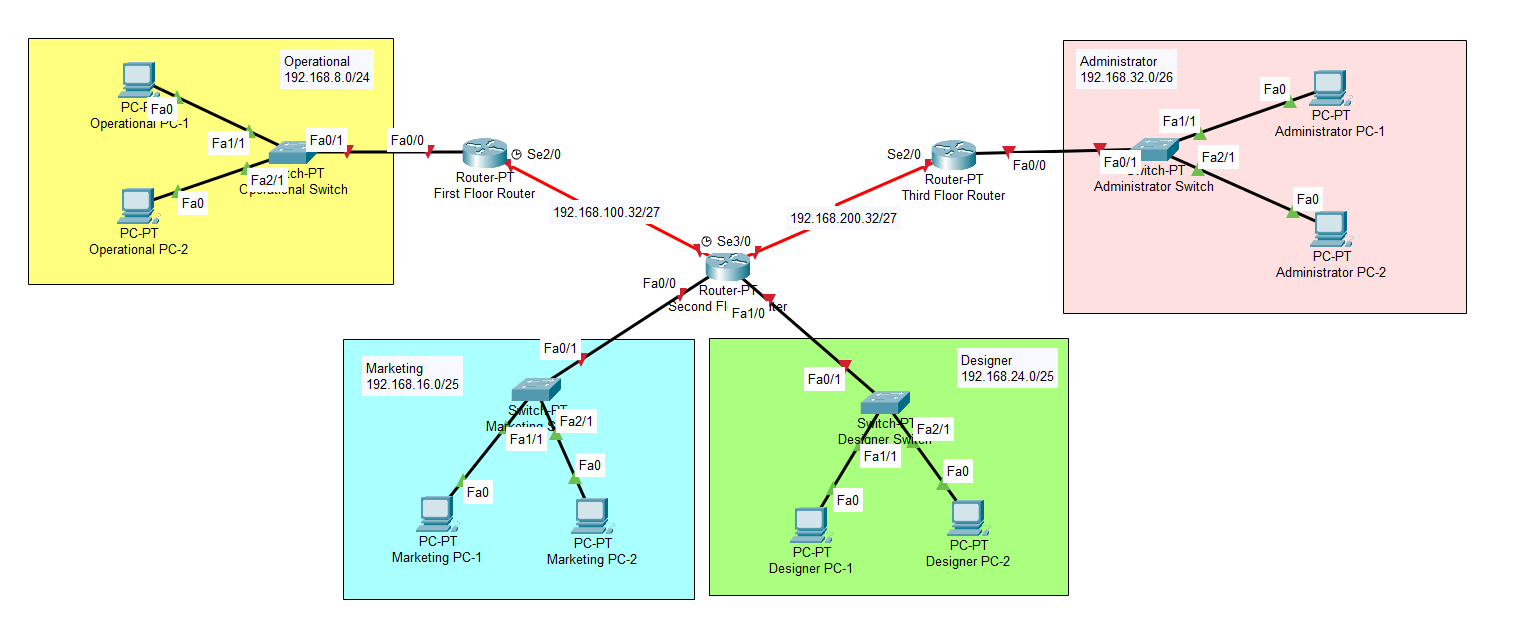 Operational
192.168.8.0/24
Fa0
Operational PC-1
Fa1/1
Fa0/1
Fa0/0
Fa2/1
Operational Switch
Fa0
PC-PT
Operational PC-2
Se2/0
Router-PT
First Floor Router
192.168.100.32/27
Se2/0
Router-PT
Third Floor Router
Fa0/0
192.168.200.32/27
Administrator
192.168.32.0/26
Fa0
PC-PT
Administrator PC-1
Fa1/1
Fa0/1
Fa2/1
Administrator Switch
Fa0
PC-PT
Administrator PC-2
Se3/0
Router-PT
Fa0/0
Second
Fa1/0
Marketing
192.168.16.0/25
Fa0/1
Switch-PT
Fa2/1
Fa1/1
Fa0
Fa0
PC-PT
Marketing PC-1
PC-PT
Marketing PC-2
Designer
192.168.24.0/25
Fa0/1
Switch-PT
Designer Switch
Fa2/1
Fa1/1
Fa0
Fa0
PC-PT
Designer PC-1
PC-PT
Designer PC-2